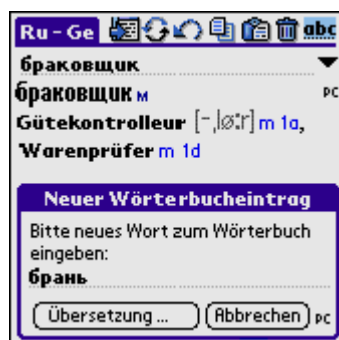 Ru-Ge abc
браковщик
браковщик м PC
Gütekontrolleur [-ˌlø:r] m 1a,
Warenprüfer m 1d
Neuer Wörterbucheintrag
Bitte neues Wort zum Wörterbuch
eingeben:
брань
Übersetzung ... Abbrechen PC